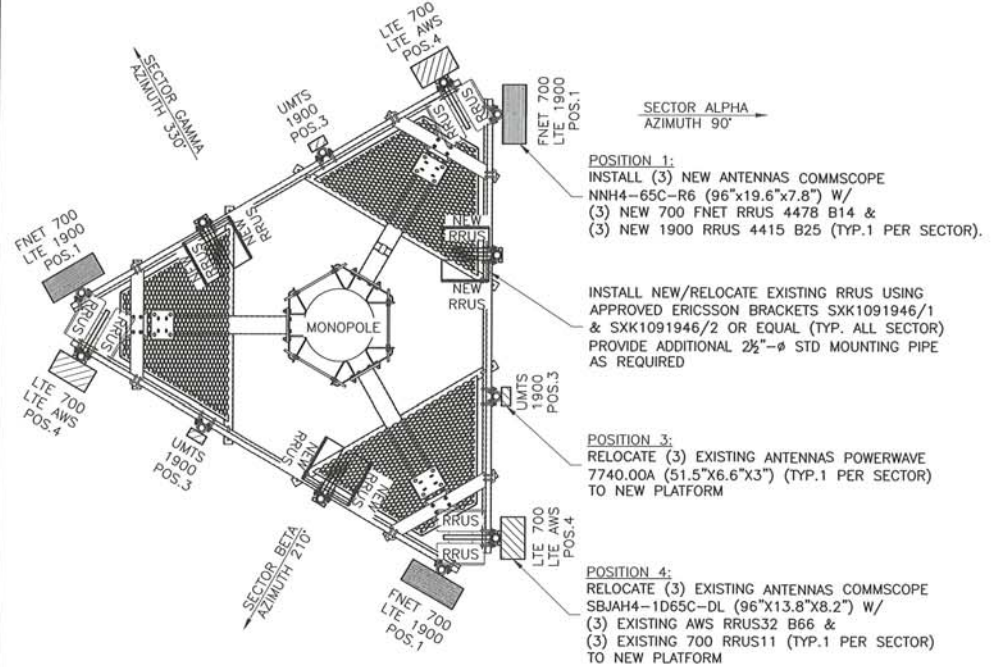 LTE 700
LTE AWS
POS.4
SECTOR GAMMA
AZIMUTH 330°
UMTS
1900
POS.3
RRUS
RRUS
FNET 700
LTE 1900
POS.1
SECTOR ALPHA
AZIMUTH 90°
POSITION 1:
INSTALL (3) NEW ANTENNAS COMMSCOPE
NNH4-65C-R6 (96"x19.6"x7.8") W/
(3) NEW 700 FNET RRUS 4478 B14 &
(3) NEW 1900 RRUS 4415 B25 (TYP.1 PER SECTOR).
NEW
RRUS
NEW
RRUS
NEW
RRUS
NEW
RRUS
FNET 700
LTE 1900
POS.1
RRUS
RRUS
MONOPOLE
INSTALL NEW/RELOCATE EXISTING RRUS USING
APPROVED ERICSSON BRACKETS SXK1091946/1
& SXK1091946/2 OR EQUAL (TYP. ALL SECTOR)
PROVIDE ADDITIONAL 2½"-ø STD MOUNTING PIPE
AS REQUIRED
LTE 700
LTE AWS
POS.4
UMTS
1900
POS.3
UMTS
1900
POS.3
POSITION 3:
RELOCATE (3) EXISTING ANTENNAS POWERWAVE
7740.00A (51.5"X6.6"X3") (TYP.1 PER SECTOR)
TO NEW PLATFORM
NEW
RRUS
NEW
RRUS
RRUS
RRUS
LTE 700
LTE AWS
POS.4
SECTOR BETA
AZIMUTH 210°
FNET 700
LTE 1900
POS.1
POSITION 4:
RELOCATE (3) EXISTING ANTENNAS COMMSCOPE
SBJAH4-1D65C-DL (96"X13.8"X8.2") W/
(3) EXISTING AWS RRUS32 B66 &
(3) EXISTING 700 RRUS11 (TYP.1 PER SECTOR)
TO NEW PLATFORM